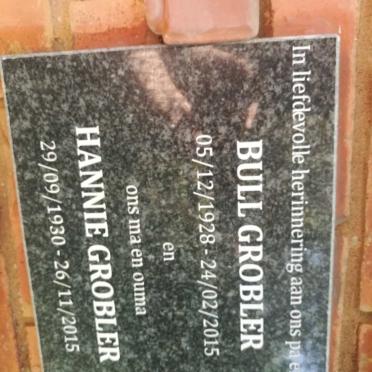 In liefdevolle herinnering aan ons pa e
BULL GROBLER
05/12/1928 - 24/02/2015
en
ons ma en ouma
HANNIE GROBLER
29/09/1930 - 26/11/2015